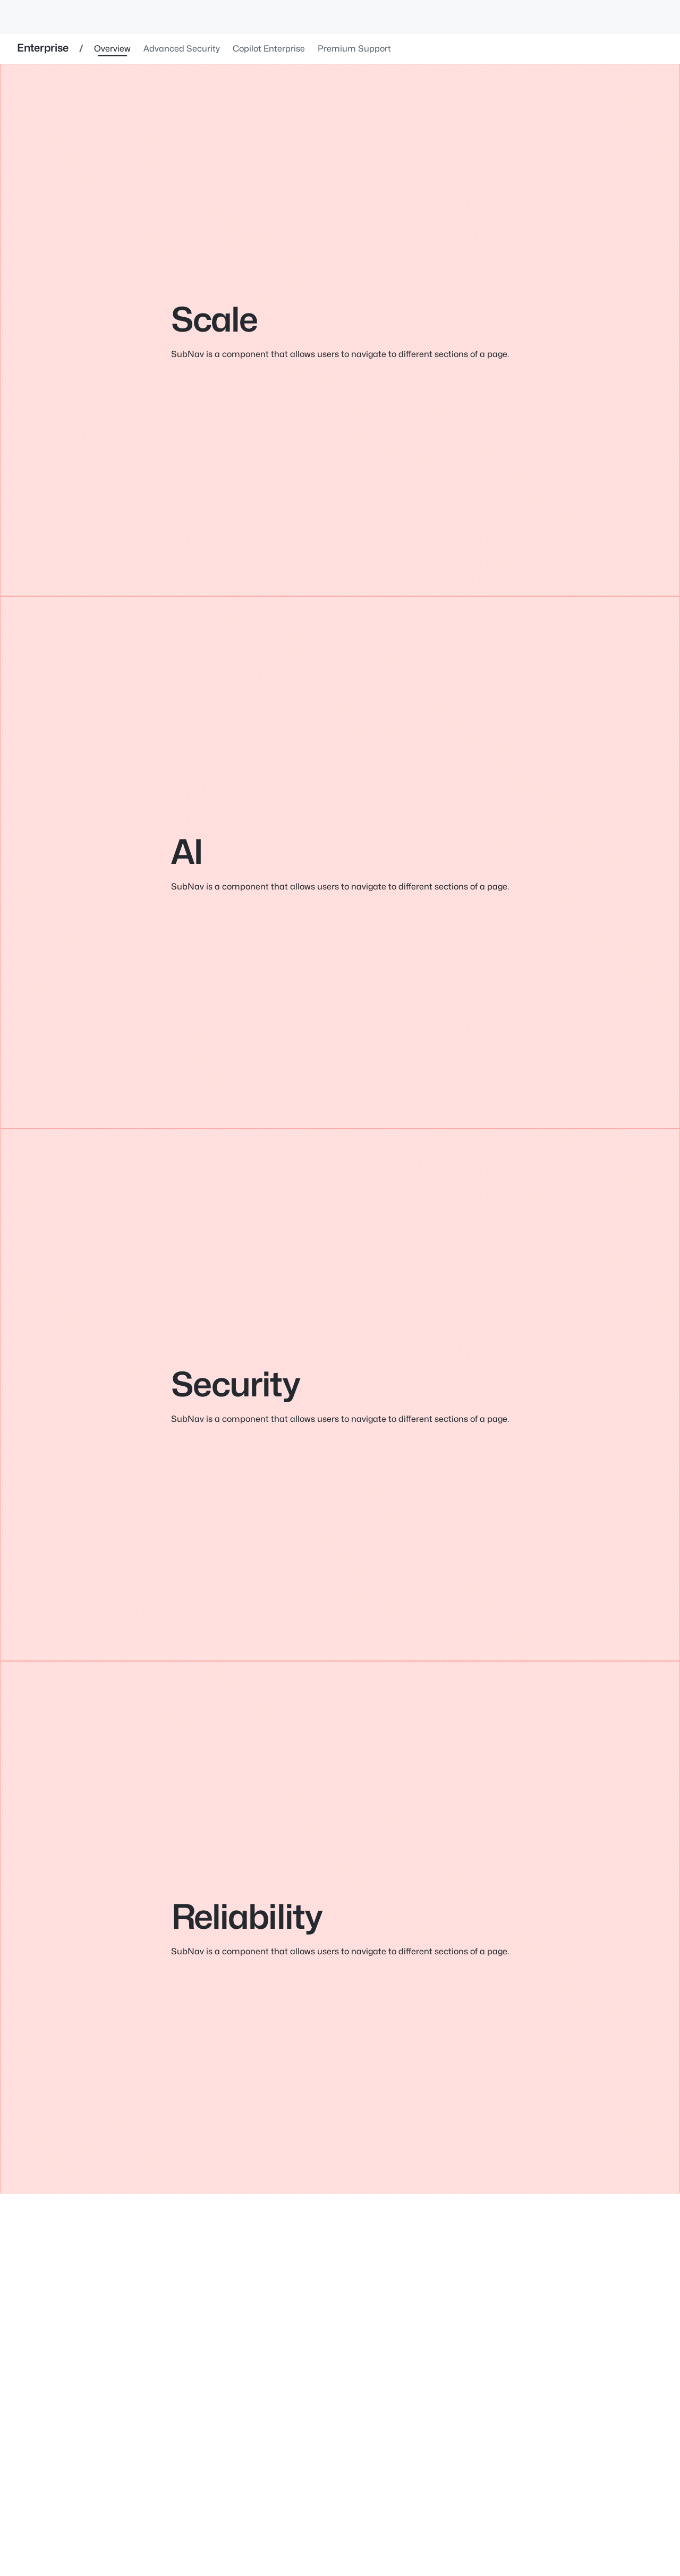 Enterprise / Overview Advanced Security Copilot Enterprise Premium Support
Scale
SubNav is a component that allows users to navigate to different sections of a page.
AI
SubNav is a component that allows users to navigate to different sections of a page.
Security
SubNav is a component that allows users to navigate to different sections of a page.
Reliability
SubNav is a component that allows users to navigate to different sections of a page.